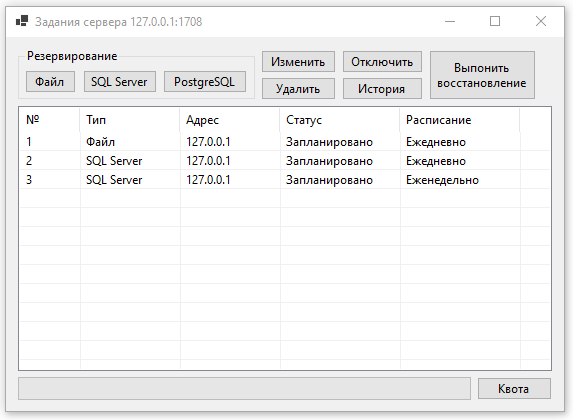 Задания сервера 127.0.0.1:1708
Резервирование
Файл SQL Server PostgreSQL
Изменить Отключить
Удалить История
Выпонить
восстановление
№ Тип Адрес Статус Расписание
1 Файл 127.0.0.1 Запланировано Ежедневно
2 SQL Server 127.0.0.1 Запланировано Ежедневно
3 SQL Server 127.0.0.1 Запланировано Еженедельно
Квота